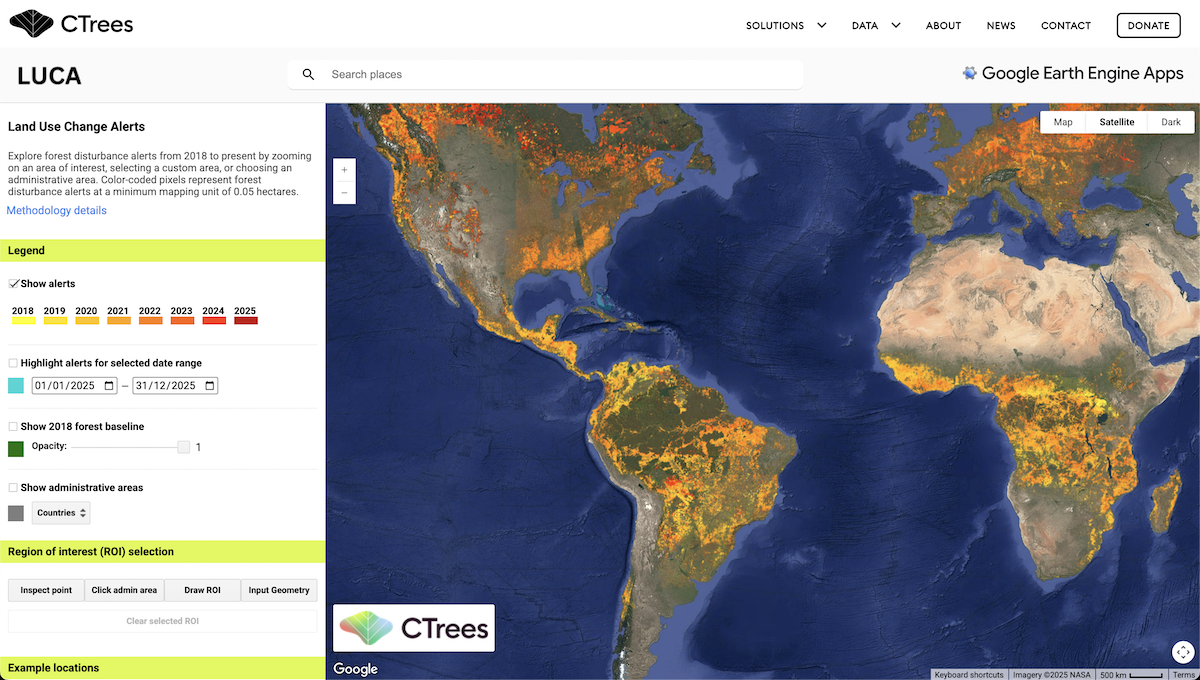 CTrees
SOLUTIONS DATA ABOUT NEWS CONTACT DONATE
LUCA
Search places
Google Earth Engine Apps
Land Use Change Alerts
Explore forest disturbance alerts from 2018 to present by zooming
on an area of interest, selecting a custom area, or choosing an
administrative area. Color-coded pixels represent forest
disturbance alerts at a minimum mapping unit of 0.05 hectares.
Methodology details
Legend
Show alerts
2018 2019 2020 2021 2022 2023 2024 2025
Highlight alerts for selected date range
01/01/2025 – 31/12/2025
Show 2018 forest baseline
Opacity: 1
Show administrative areas
Countries
Region of interest (ROI) selection
Inspect point Click admin area Draw ROI Input Geometry
Clear selected ROI
Example locations
Map Satellite Dark
+
−
CTrees
Google
Keyboard shortcuts Imagery ©2025 NASA 500 km Terms